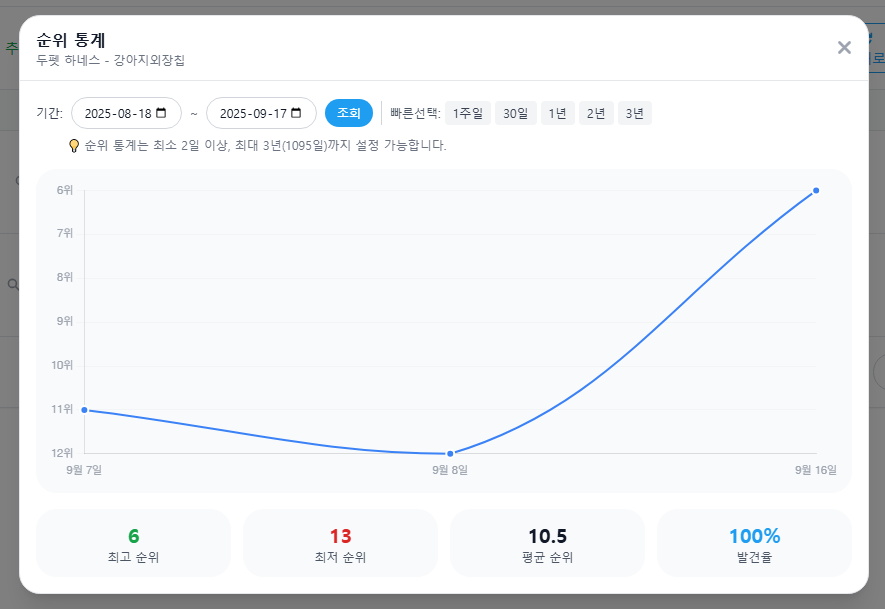 순위 통계
두펫 하네스 - 강아지외장칩
기간: 2025-08-18 ~ 2025-09-17 조회 빠른선택: 1주일 30일 1년 2년 3년
순위 통계는 최소 2일 이상, 최대 3년(1095일)까지 설정 가능합니다.
6위
7위
8위
9위
10위
11위
12위
9월 7일 9월 8일 9월 16일
6 13 10.5 100%
최고 순위 최저 순위 평균 순위 발견율
추
로